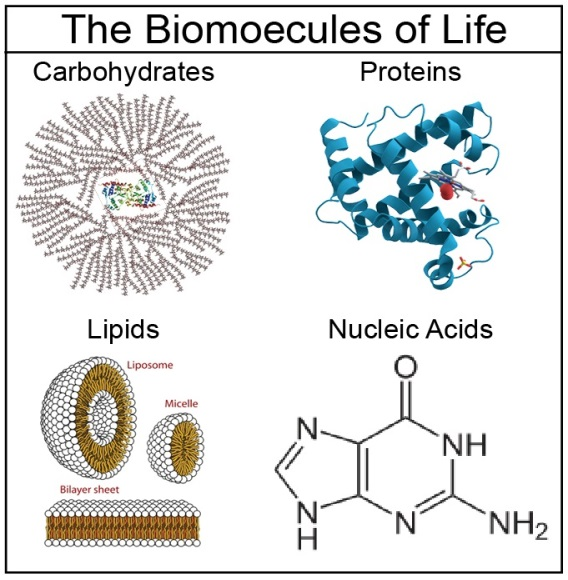 The Biomoecules of Life
Carbohydrates
Proteins
Lipids
Liposome
Micelle
Bilayer sheet
Nucleic Acids
O
N
NH
N
H
N
NH2